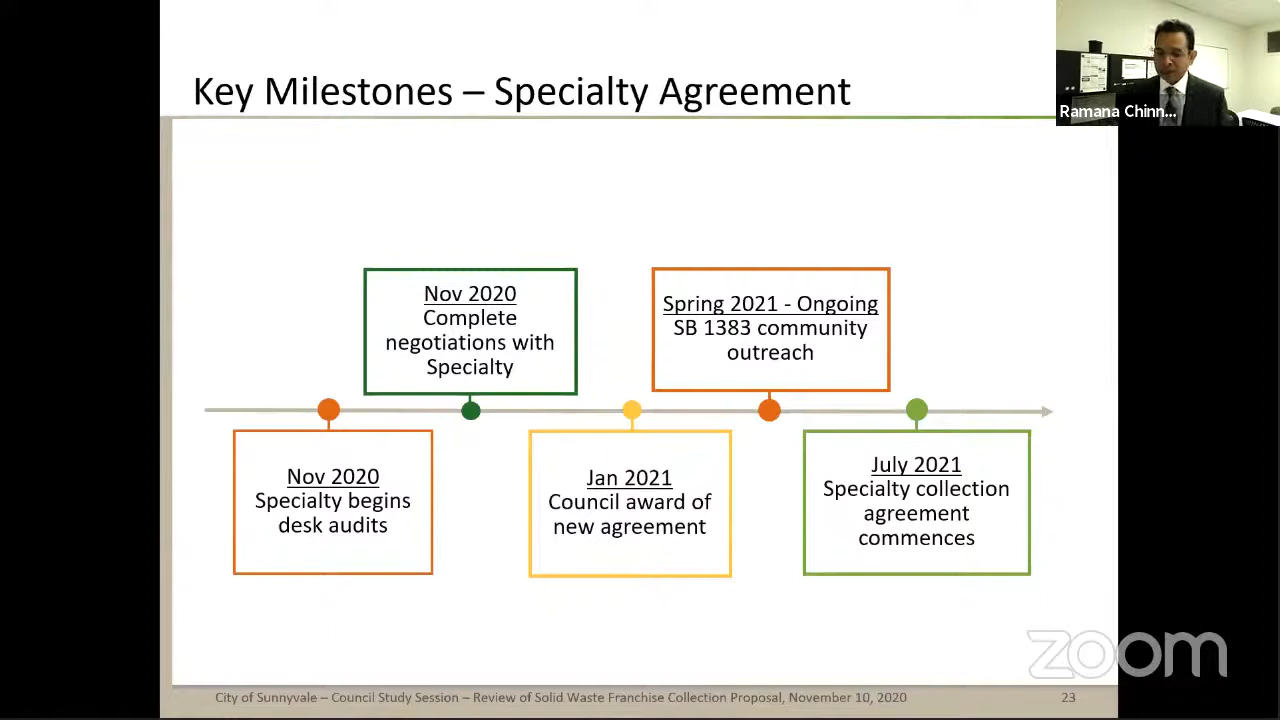 Key Milestones – Specialty Agreement
Ramana Chinn...
Nov 2020
Complete
negotiations with
Specialty
Spring 2021 - Ongoing
SB 1383 community
outreach
Nov 2020
Specialty begins
desk audits
Jan 2021
Council award of
new agreement
July 2021
Specialty collection
agreement
commences
zoom
City of Sunnyvale – Council Study Session – Review of Solid Waste Franchise Collection Proposal, November 10, 2020
23